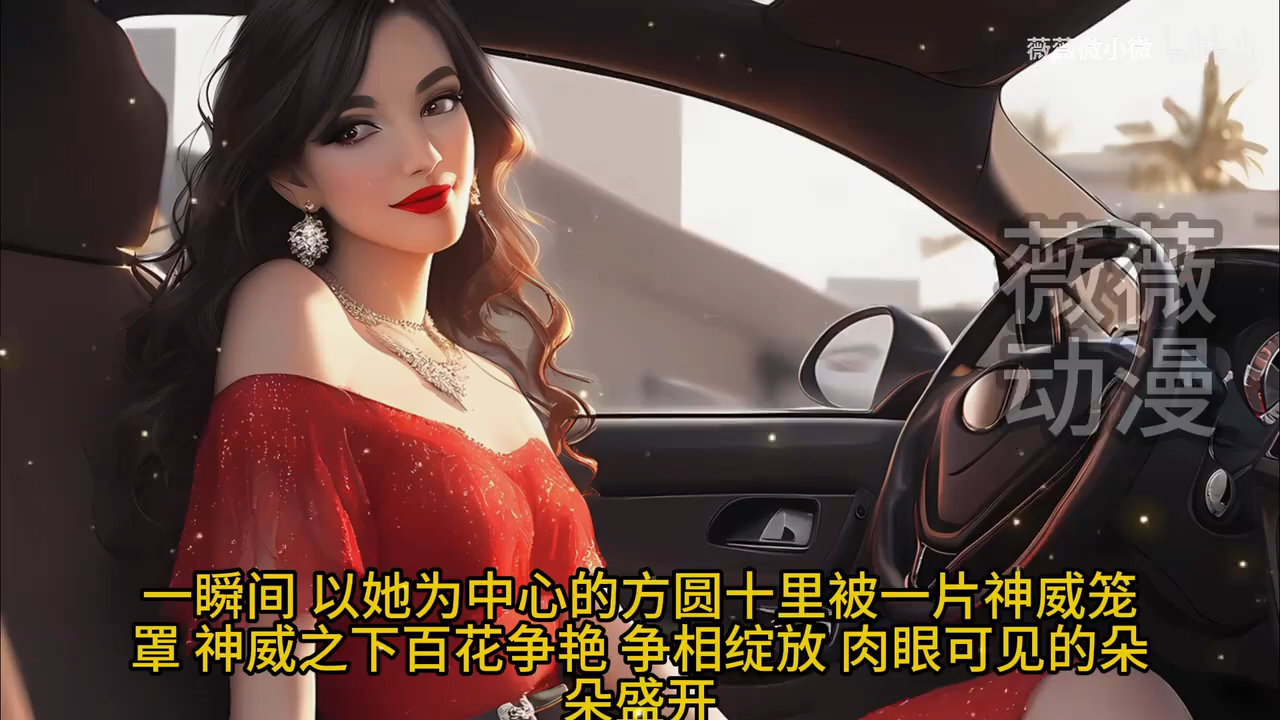 薇薇微小微
薇薇
动漫
一瞬间 以她为中心的方圆十里被一片神威笼
罩 神威之下百花争艳 争相绽放 肉眼可见的朵
朵盛开